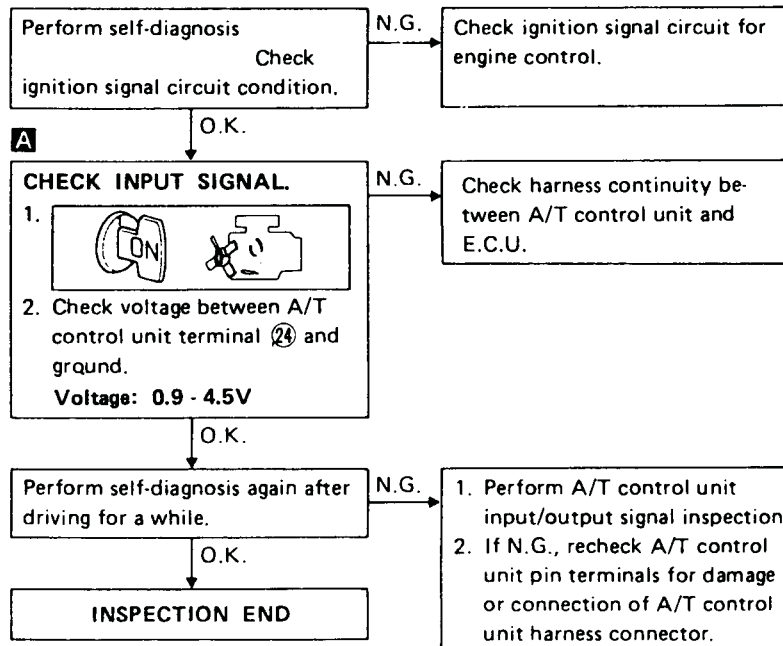 Perform self-diagnosis
Check
ignition signal circuit condition.
N.G.
Check ignition signal circuit for
engine control.
O.K.
A
CHECK INPUT SIGNAL.
1.
ON
2. Check voltage between A/T
control unit terminal ㉔ and
ground.
Voltage: 0.9 - 4.5V
N.G.
Check harness continuity be-
tween A/T control unit and
E.C.U.
O.K.
Perform self-diagnosis again after
driving for a while.
N.G.
1. Perform A/T control unit
input/output signal inspection
2. If N.G., recheck A/T control
unit pin terminals for damage
or connection of A/T control
unit harness connector.
O.K.
INSPECTION END